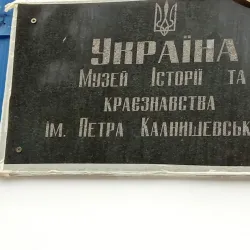 Україна
Музей Історії та
краєзнавства
ім. Петра Калнишевськ